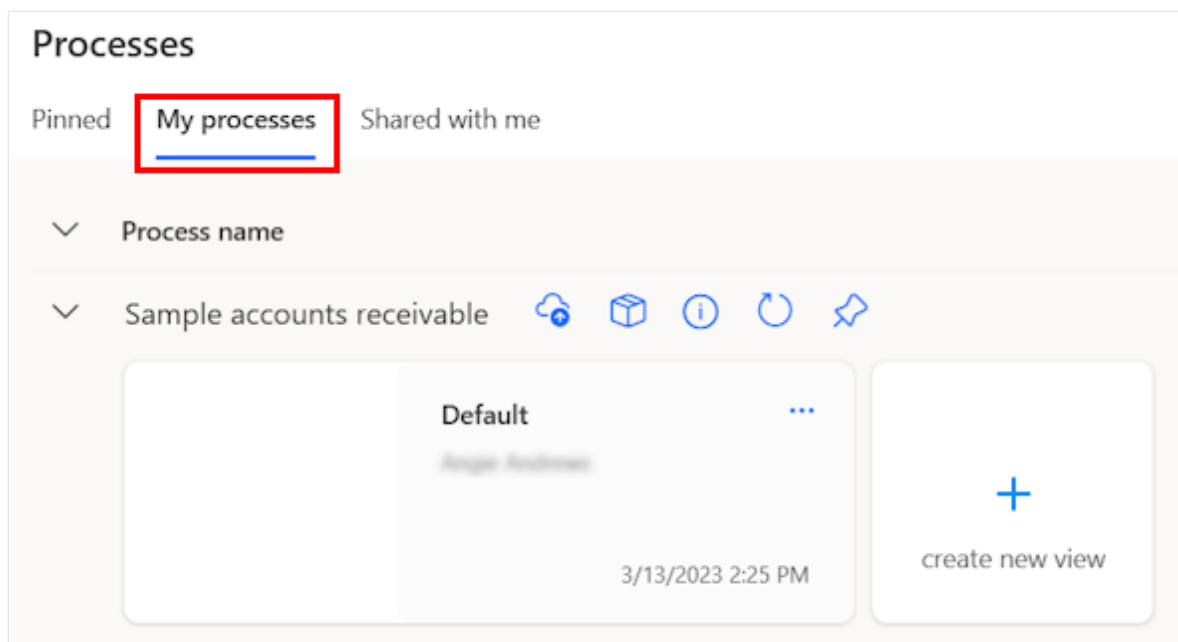 Processes
Pinned My processes Shared with me
Process name
Sample accounts receivable
Default
3/13/2023 2:25 PM
create new view